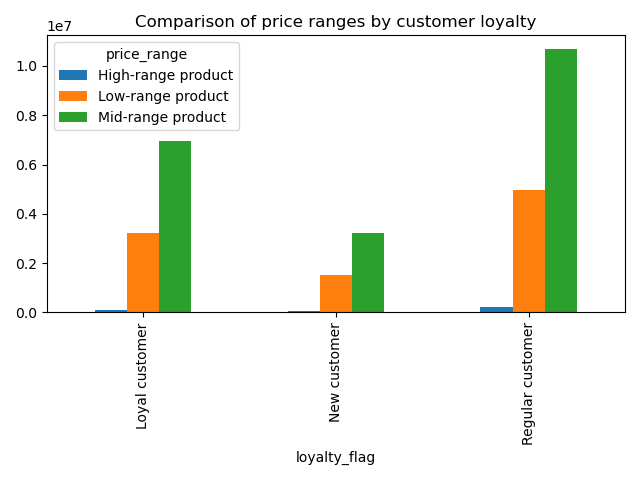 Comparison of price ranges by customer loyalty
1e7
price_range
High-range product
Low-range product
Mid-range product
1.0
0.8
0.6
0.4
0.2
0.0
Loyal customer
New customer
Regular customer
loyalty_flag